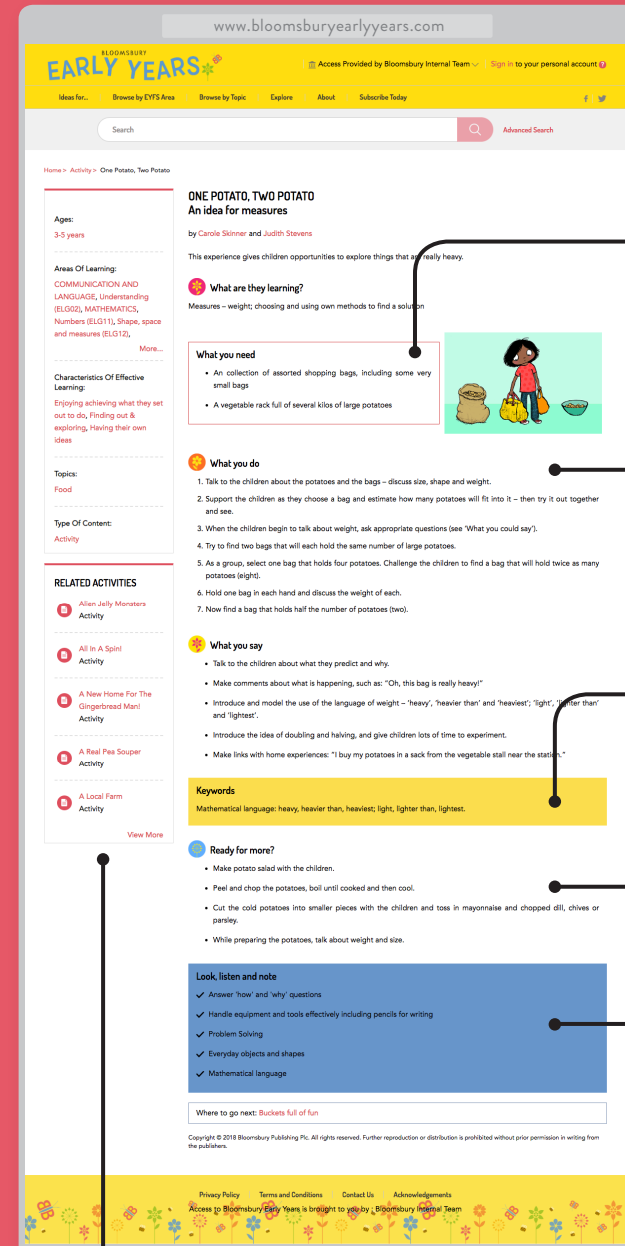 www.bloomsburyearlyyears.com
BLOOMSBURY
EARLY YEARS
Access Provided by Bloomsbury Internal Team
Sign in to your personal account ?
Ideas for... Browse by EYFS Area Browse by Topic Explore About Subscribe Today
Search
Advanced Search
Home > Activity > One Potato, Two Potato
Ages:
3-5 years
Areas Of Learning:
COMMUNICATION AND
LANGUAGE, Understanding
(ELG02), MATHEMATICS,
Numbers (ELG11), Shape, space
and measures (ELG12),
More...
Characteristics Of Effective
Learning:
Enjoying achieving what they set
out to do, Finding out &
exploring, Having their own
ideas
Topics:
Food
Type Of Content:
Activity
RELATED ACTIVITIES
Alien Jelly Monsters
Activity
All In A Spin!
Activity
A New Home For The
Gingerbread Man!
Activity
A Real Pea Souper
Activity
A Local Farm
Activity
View More
ONE POTATO, TWO POTATO
An idea for measures
by Carole Skinner and Judith Stevens
This experience gives children opportunities to explore things that are really heavy.
What are they learning?
Measures – weight; choosing and using own methods to find a solution
What you need
• An collection of assorted shopping bags, including some very
small bags
• A vegetable rack full of several kilos of large potatoes
What you do
1. Talk to the children about the potatoes and the bags – discuss size, shape and weight.
2. Support the children as they choose a bag and estimate how many potatoes will fit into it – then try it out together
and see.
3. When the children begin to talk about weight, ask appropriate questions (see 'What you could say').
4. Try to find two bags that will each hold the same number of large potatoes.
5. As a group, select one bag that holds four potatoes. Challenge the children to find a bag that will hold twice as many
potatoes (eight).
6. Hold one bag in each hand and discuss the weight of each.
7. Now find a bag that holds half the number of potatoes (two).
What you say
• Talk to the children about what they predict and why.
• Make comments about what is happening, such as: "Oh, this bag is really heavy!"
• Introduce and model the use of the language of weight – 'heavy', 'heavier than' and 'heaviest'; 'light', 'lighter than'
and 'lightest'.
• Introduce the idea of doubling and halving, and give children lots of time to experiment.
• Make links with home experiences: "I buy my potatoes in a sack from the vegetable stall near the station."
Keywords
Mathematical language: heavy, heavier than, heaviest; light, lighter than, lightest.
Ready for more?
• Make potato salad with the children.
• Peel and chop the potatoes, boil until cooked and then cool.
• Cut the cold potatoes into smaller pieces with the children and toss in mayonnaise and chopped dill, chives or
parsley.
• While preparing the potatoes, talk about weight and size.
Look, listen and note
✓ Answer 'how' and 'why' questions
✓ Handle equipment and tools effectively including pencils for writing
✓ Problem Solving
✓ Everyday objects and shapes
✓ Mathematical language
Where to go next: Buckets full of fun
Copyright © 2018 Bloomsbury Publishing Plc. All rights reserved. Further reproduction or distribution is prohibited without prior permission in writing from
the publishers.
Privacy Policy Terms and Conditions Contact Us Acknowledgements
Access to Bloomsbury Early Years is brought to you by : Bloomsbury Internal Team